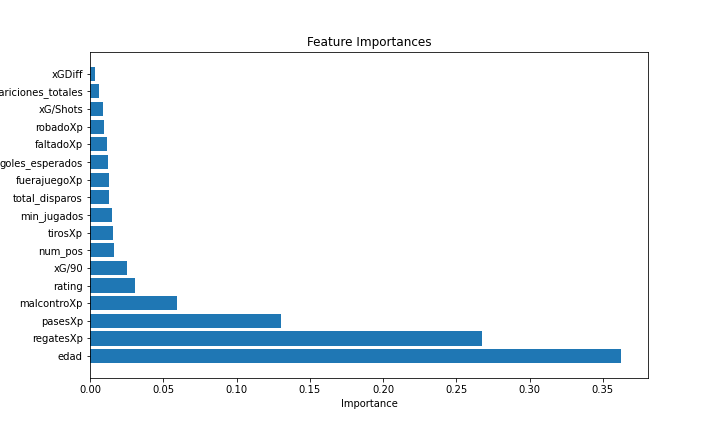 Feature Importances
xGDiff
ariciones_totales
xG/Shots
robadoXp
faltadoXp
goles_esperados
fuerajuegoXp
total_disparos
min_jugados
tirosXp
num_pos
xG/90
rating
malcontroXp
pasesXp
regatesXp
edad
0.00 0.05 0.10 0.15 0.20 0.25 0.30 0.35
Importance